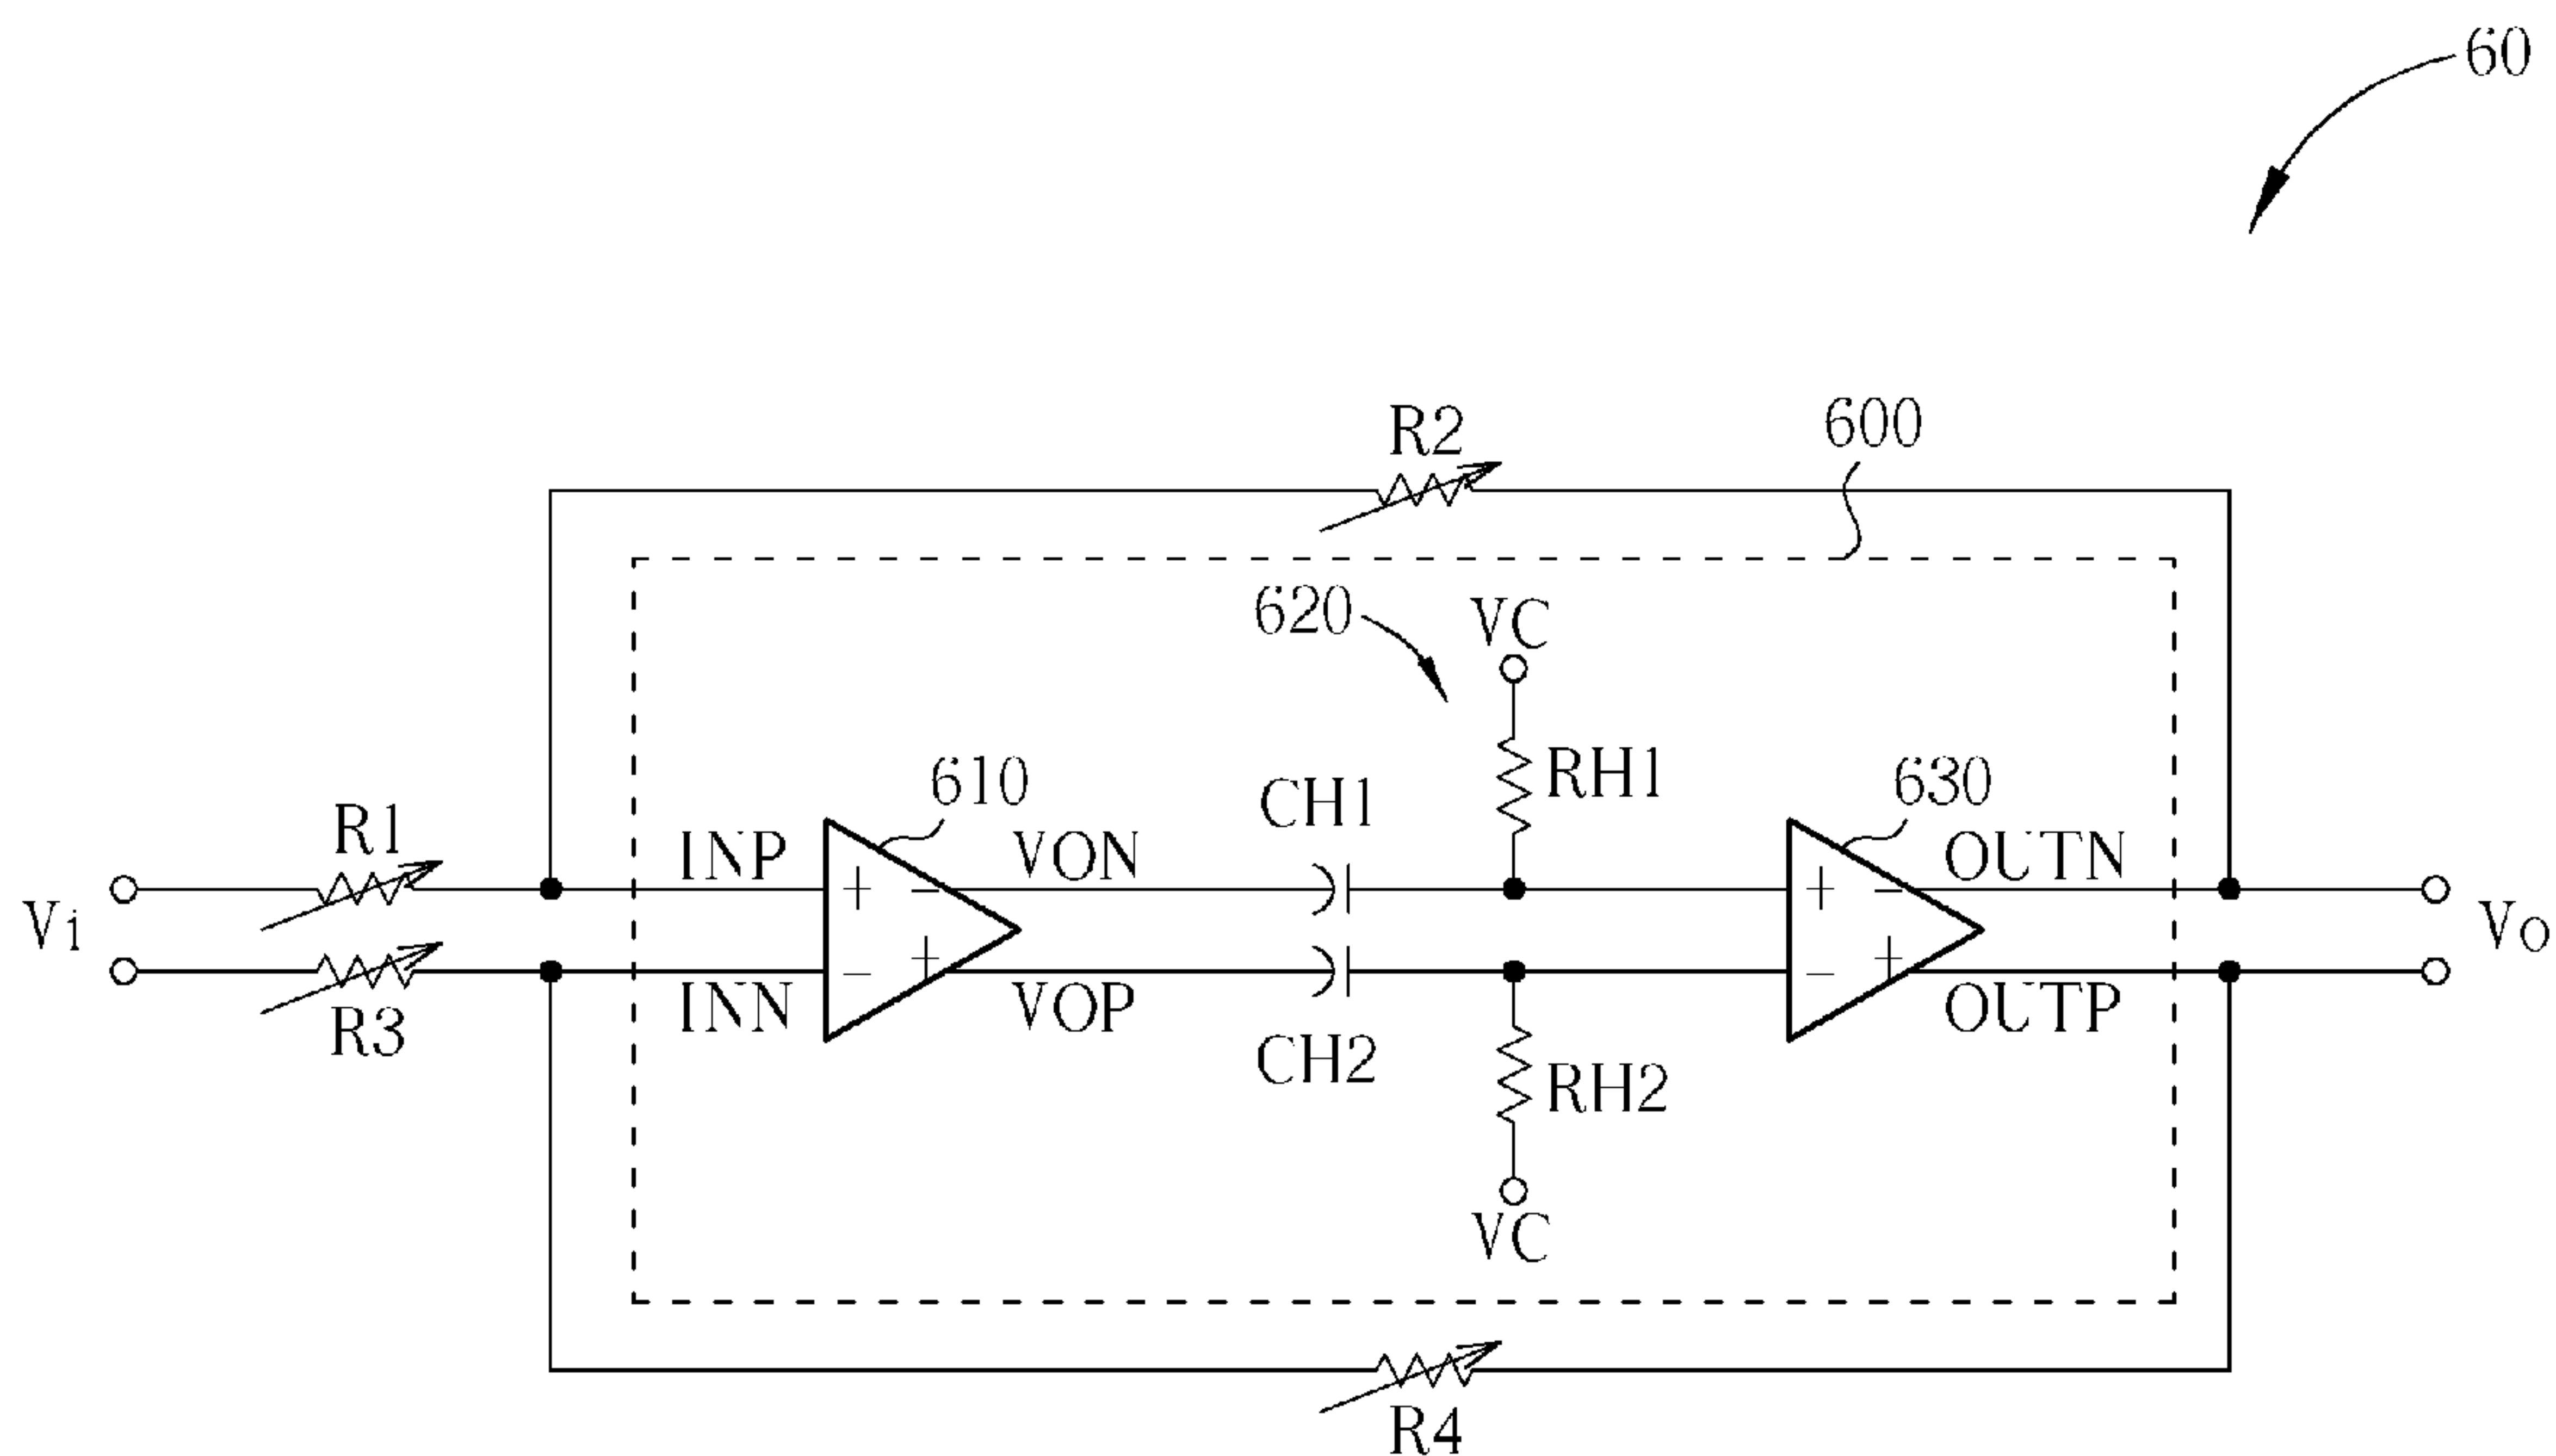 60
R2
600
620
VC
RH1
CH1
610
630
R1
INP
VON
OUTN
Vi
Vo
R3
INN
VOP
OUTP
CH2
RH2
VC
R4